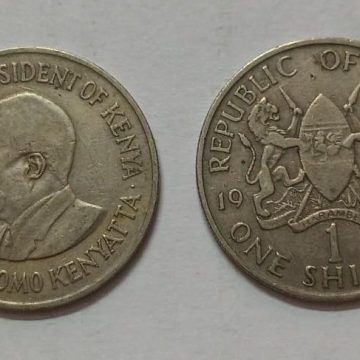 SIDENT OF KENYA
OMO KENYATTA
REPUBLIC OF
19
1
ONE SHI